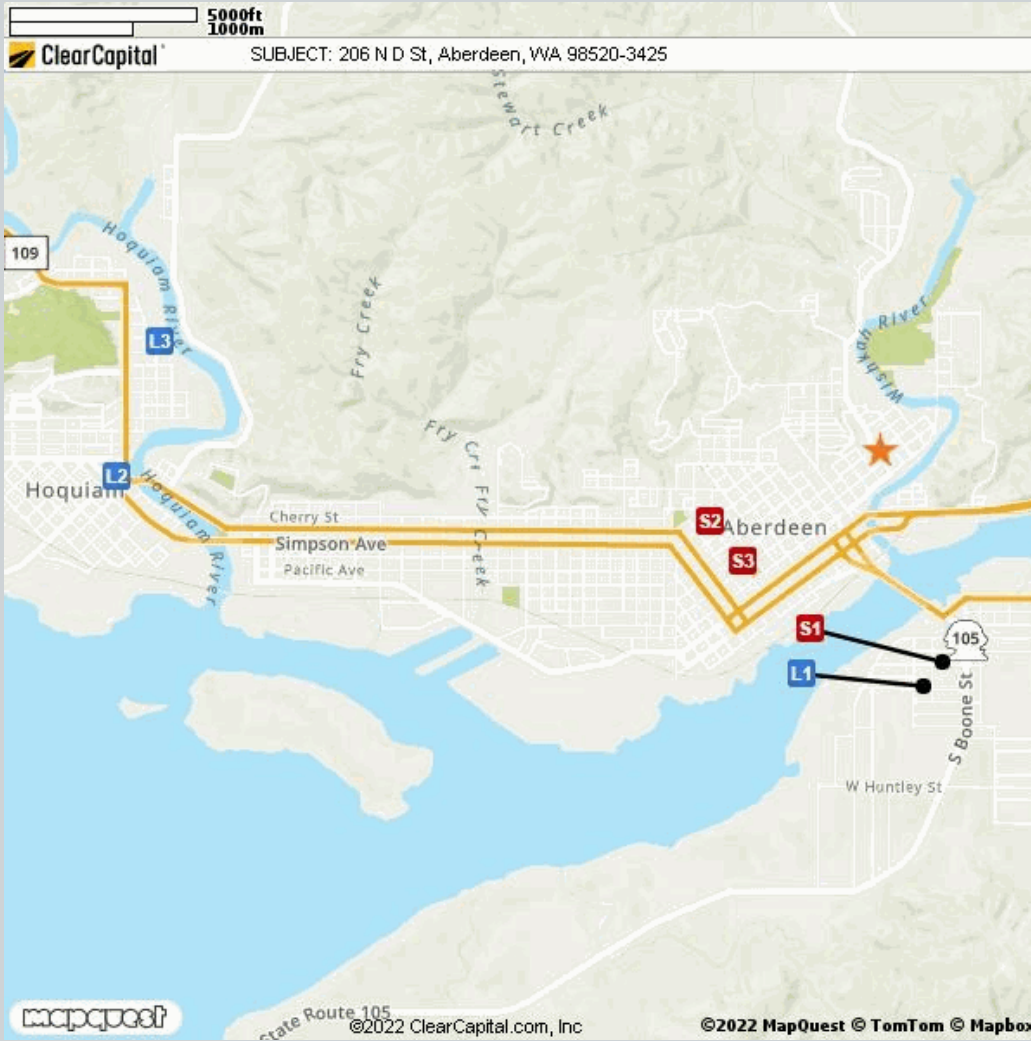 5000ft
1000m
ClearCapital
SUBJECT: 206 N D St, Aberdeen, WA 98520-3425
Stewart Creek
Hoquiam River
109
Fry Creek
Wishkah River
L3
Fry Cri
L2
Hoquiam
Hoquiam River
Fry Creek
Cherry St
S2
Aberdeen
Simpson Ave
S3
Pacific Ave
S1
105
L1
S Boone St
W Huntley St
State Route 105
mapquest
©2022 ClearCapital.com, Inc
©2022 MapQuest © TomTom © Mapbox